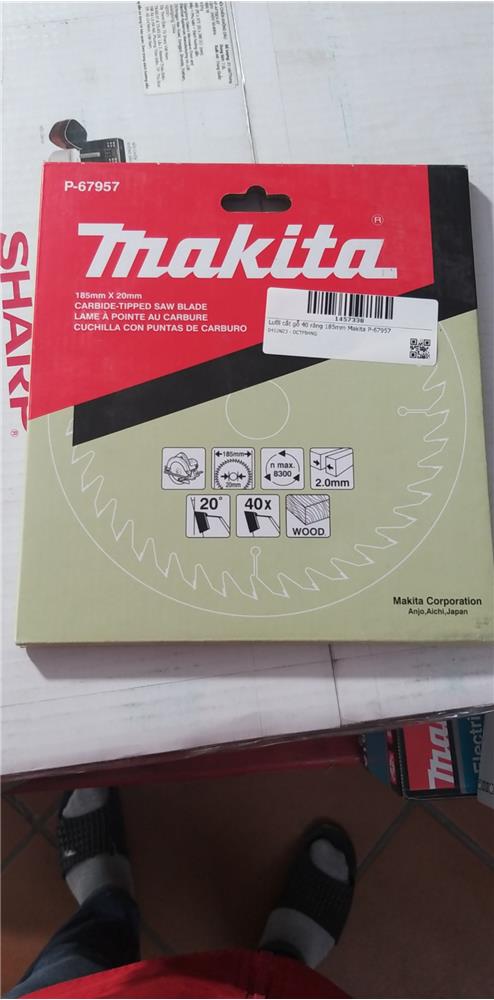 P-67957
makita
®
185mm X 20mm
CARBIDE-TIPPED SAW BLADE
LAME À POINTE AU CARBURE
CUCHILLA CON PUNTAS DE CARBURO
1457338
Lưỡi cắt gỗ 40 răng 185mm Makita P-67957
SHARP
®
185mm
20mm
n max.
8300
2.0mm
20°
40x
WOOD
Makita Corporation
Anjo,Aichi,Japan
Electri